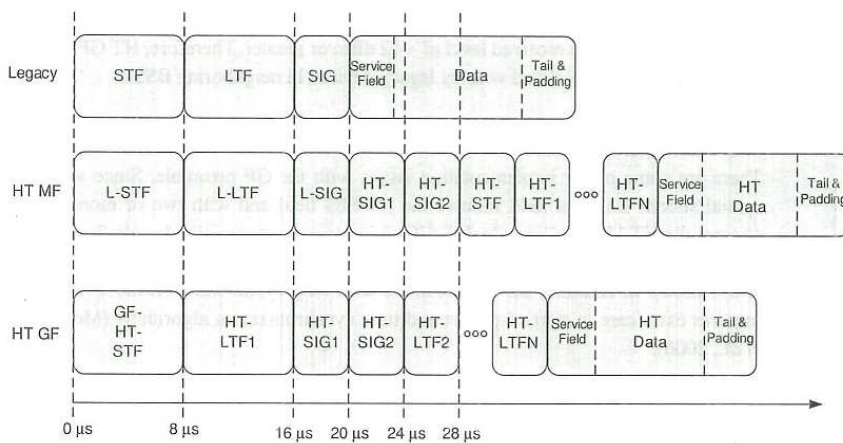 Legacy
STF
LTF
SIG
Service Field
Data
Tail & Padding
HT MF
L-STF
L-LTF
L-SIG
HT-SIG1
HT-SIG2
HT-STF
HT-LTF1
HT-LTFN
Service Field
HT Data
Tail & Padding
HT GF
GF-HT-STF
HT-LTF1
HT-SIG1
HT-SIG2
HT-LTF2
HT-LTFN
Service Field
HT Data
Tail & Padding
0 µs
8 µs
16 µs
20 µs
24 µs
28 µs